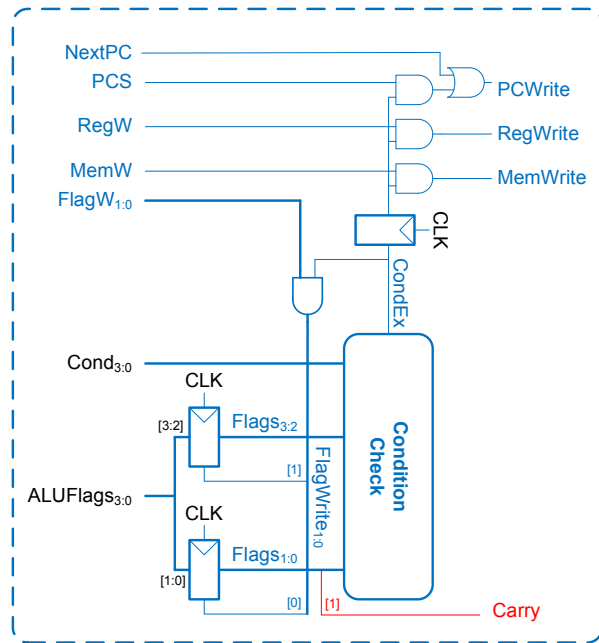 NextPC
PCS
PCWrite
RegW
RegWrite
MemW
MemWrite
FlagW1:0
CLK
CondEx
Cond3:0
CLK
[3:2]
Flags3:2
[1]
FlagWrite1:0
Condition
Check
ALUFlags3:0
CLK
Flags1:0
[1:0]
[0]
[1]
Carry